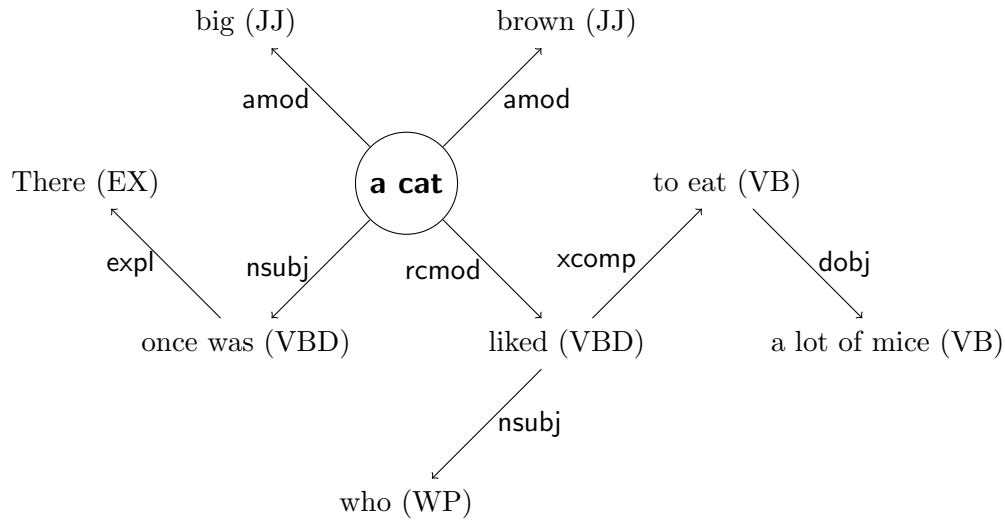 big (JJ)
brown (JJ)
amod
amod
There (EX)
a cat
to eat (VB)
expl
nsubj
rcmod
xcomp
dobj
once was (VBD)
liked (VBD)
a lot of mice (VB)
nsubj
who (WP)